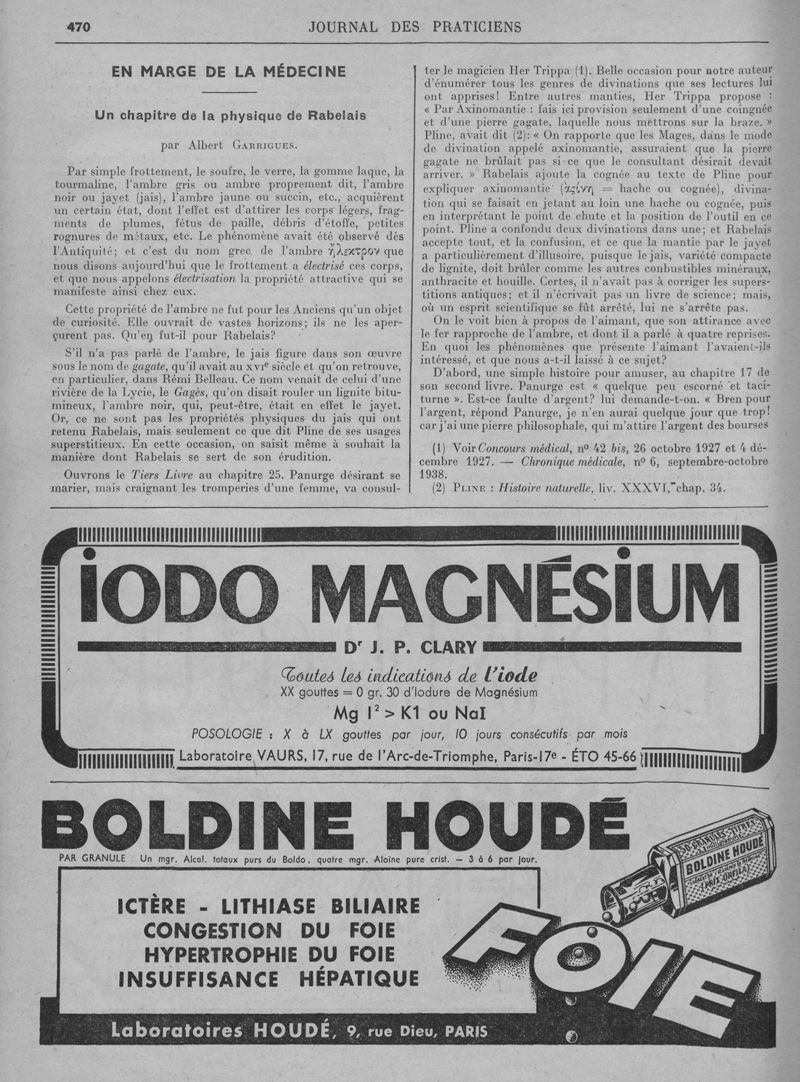 470
JOURNAL DES PRATICIENS
EN MARGE DE LA MÉDECINE
Un chapitre de la physique de Rabelais
par Albert GARRIGUES.
Par simple frottement, le soufre, le verre, la gomme laque, la
tourmaline, l'ambre gris ou ambre proprement dit, l'ambre
noir ou jayet (jais), l'ambre jaune ou succin, etc., acquièrent
un certain état, dont l'effet est d'attirer les corps légers, frag-
ments de plumes, fétus de paille, débris d'étoffe, petites
rognures de métaux, etc. Le phénomène avait été observé dès
l'Antiquité; et c'est du nom grec de l'ambre ἤλεκτρον que
nous disons aujourd'hui que le frottement a électrisé ces corps,
et que nous appelons électrisation la propriété attractive qui se
manifeste ainsi chez eux.
Cette propriété de l'ambre ne fut pour les Anciens qu'un objet
de curiosité. Elle ouvrait de vastes horizons; ils ne les aper-
çurent pas. Qu'en fut-il pour Rabelais?
S'il n'a pas parlé de l'ambre, le jais figure dans son œuvre
sous le nom de gagate, qu'il avait au XVIe siècle et qu'on retrouve,
en particulier, dans Rémi Belleau. Ce nom venait de celui d'une
rivière de la Lycie, le Gagès, qu'on disait rouler un lignite bitu-
mineux, l'ambre noir, qui, peut-être, était en effet le jayet.
Or, ce ne sont pas les propriétés physiques du jais qui ont
retenu Rabelais, mais seulement ce que dit Pline de ses usages
superstitieux. En cette occasion, on saisit même à souhait la
manière dont Rabelais se sert de son érudition.
Ouvrons le Tiers Livre au chapitre 25. Panurge désirant se
marier, mais craignant les tromperies d'une femme, va consul-
ter le magicien Her Trippa (1). Belle occasion pour notre auteur
d'énumérer tous les genres de divinations que ses lectures lui
ont apprises! Entre autres manties, Her Trippa propose :
« Par Axinomantie : fais ici provision seulement d'une coingnée
et d'une pierre gagate, laquelle nous mettrons sur la braze. »
Pline, avait dit (2): « On rapporte que les Mages, dans le mode
de divination appelé axinomantie, assuraient que la pierre
gagate ne brûlait pas si ce que le consultant désirait devait
arriver. » Rabelais ajoute la cognée au texte de Pline pour
expliquer axinomantie (ἀξίνη = hache ou cognée), divina-
tion qui se faisait en jetant au loin une hache ou cognée, puis
en interprétant le point de chute et la position de l'outil en ce
point. Pline a confondu deux divinations dans une; et Rabelais
accepte tout, et la confusion, et ce que la mantie par le jayet
a particulièrement d'illusoire, puisque le jais, variété compacte
de lignite, doit brûler comme les autres conbustibles minéraux,
anthracite et houille. Certes, il n'avait pas à corriger les supers-
titions antiques; et il n'écrivait pas un livre de science; mais,
où un esprit scientifique se fût arrêté, lui ne s'arrête pas.
On le voit bien à propos de l'aimant, que son attirance avec
le fer rapproche de l'ambre, et dont il a parlé à quatre reprises.
En quoi les phénomènes que présente l'aimant l'avaient-ils
intéressé, et que nous a-t-il laissé à ce sujet?
D'abord, une simple histoire pour amuser, au chapitre 17 de
son second livre. Panurge est « quelque peu escorné et taci-
turne ». Est-ce faulte d'argent? lui demande-t-on. « Bren pour
l'argent, répond Panurge, je n'en aurai quelque jour que trop!
car j'ai une pierre philosophale, qui m'attire l'argent des bourses
(1) Voir Concours médical, n° 42 bis, 26 octobre 1927 et 4 dé-
cembre 1927. — Chronique médicale, n° 6, septembre-octobre
1938.
(2) PLINE : Histoire naturelle, liv. XXXVI, chap. 34.
IODO MAGNÉSIUM
Dr J. P. CLARY
Toutes les indications de l'iode
XX gouttes = 0 gr. 30 d'Iodure de Magnésium
Mg I2 > K1 ou NaI
POSOLOGIE : X à LX gouttes par jour, 10 jours consécutifs par mois
Laboratoire VAURS, 17, rue de l'Arc-de-Triomphe, Paris-17e - ÉTO 45-66
BOLDINE HOUDÉ
PAR GRANULE Un mgr. Alcal. totaux purs du Boldo, quatre mgr. Aloïne pure crist. — 3 à 6 par jour.
ICTÈRE - LITHIASE BILIAIRE
CONGESTION DU FOIE
HYPERTROPHIE DU FOIE
INSUFFISANCE HÉPATIQUE
BOLDINE HOUDÉ
FOIE
Laboratoires HOUDÉ, 9, rue Dieu, PARIS